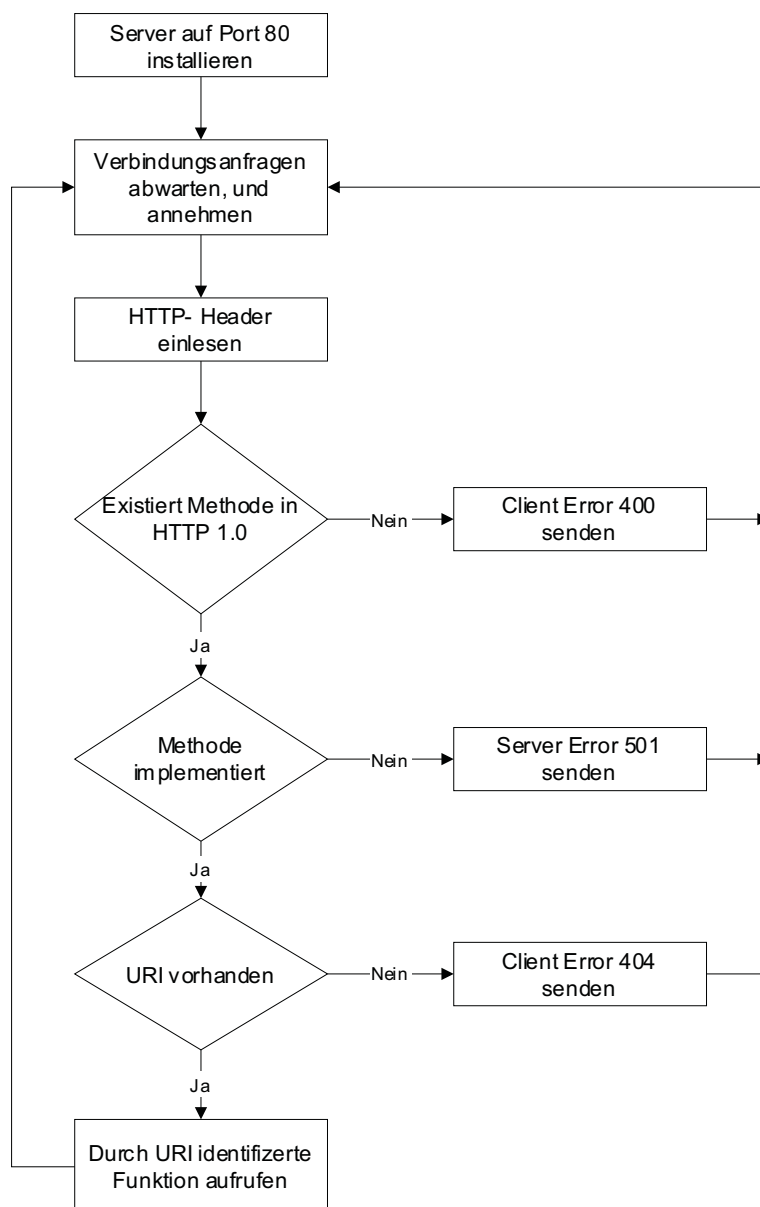 Server auf Port 80
installieren
Verbindungsanfragen
abwarten, und
annehmen
HTTP- Header
einlesen
Existiert Methode in
HTTP 1.0
Nein
Client Error 400
senden
Ja
Methode
implementiert
Nein
Server Error 501
senden
Ja
URI vorhanden
Nein
Client Error 404
senden
Ja
Durch URI identifizerte
Funktion aufrufen